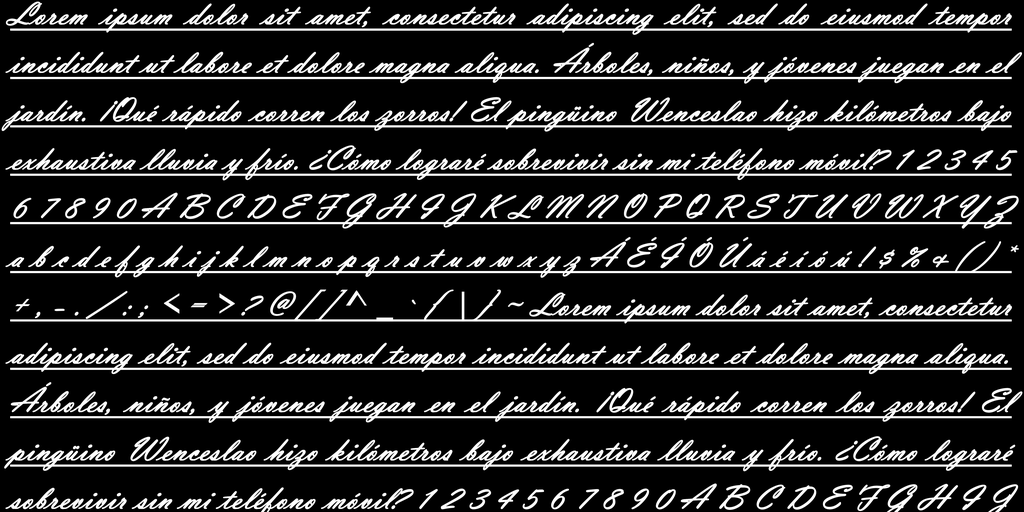 Lorem ipsum dolor sit amet, consectetur adipiscing elit, sed do eiusmod tempor
incididunt ut labore et dolore magna aliqua. Árboles, niños, y jóvenes juegan en el
jardín. ¡Qué rápido corren los zorros! El pingüino Wenceslao hizo kilómetros bajo
exhaustiva lluvia y frío. ¿Cómo lograré sobrevivir sin mi teléfono móvil? 1 2 3 4 5
6 7 8 9 0 A B C D E F G H I J K L M N O P Q R S T U V W X Y Z
a b c d e f g h i j k l m n o p q r s t u v w x y z Á É Í Ó Ú á é í ó ú ! $ % & ( ) *
+ , - . / : ; < = > ? @ [ ] ^ _ ` { | } ~ Lorem ipsum dolor sit amet, consectetur
adipiscing elit, sed do eiusmod tempor incididunt ut labore et dolore magna aliqua.
Árboles, niños, y jóvenes juegan en el jardín. ¡Qué rápido corren los zorros! El
pingüino Wenceslao hizo kilómetros bajo exhaustiva lluvia y frío. ¿Cómo lograré
sobrevivir sin mi teléfono móvil? 1 2 3 4 5 6 7 8 9 0 A B C D E F G H I J